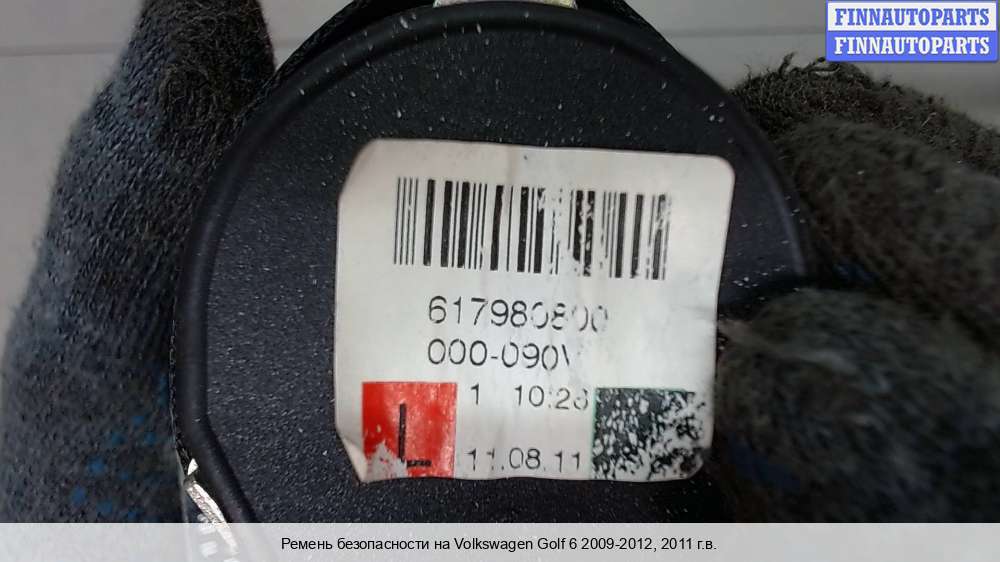 FINNAUTOPARTS
FINNAUTOPARTS
617980800
000-090V
1 10:28
L
11.08.11
Ремень безопасности на Volkswagen Golf 6 2009-2012, 2011 г.в.